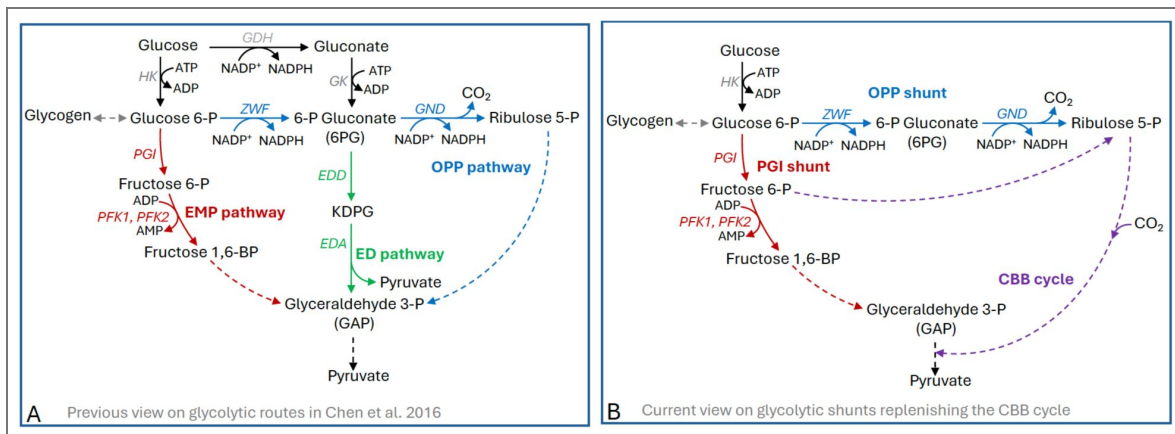 Glucose
GDH
Gluconate
NADP⁺ NADPH
HK
ATP
ADP
GK
ATP
ADP
CO₂
Glycogen
Glucose 6-P
ZWF
6-P Gluconate
(6PG)
GND
Ribulose 5-P
NADP⁺ NADPH
NADP⁺ NADPH
PGI
OPP pathway
EDD
Fructose 6-P
ADP
PFK1, PFK2
AMP
EMP pathway
KDPG
EDA
ED pathway
Fructose 1,6-BP
Pyruvate
Glyceraldehyde 3-P
(GAP)
Pyruvate
A
Previous view on glycolytic routes in Chen et al. 2016
Glucose
HK
ATP
ADP
OPP shunt
CO₂
Glycogen
Glucose 6-P
ZWF
6-P Gluconate
(6PG)
GND
Ribulose 5-P
NADP⁺ NADPH
NADP⁺ NADPH
PGI
PGI shunt
Fructose 6-P
ADP
PFK1, PFK2
AMP
CO₂
Fructose 1,6-BP
CBB cycle
Glyceraldehyde 3-P
(GAP)
Pyruvate
B
Current view on glycolytic shunts replenishing the CBB cycle